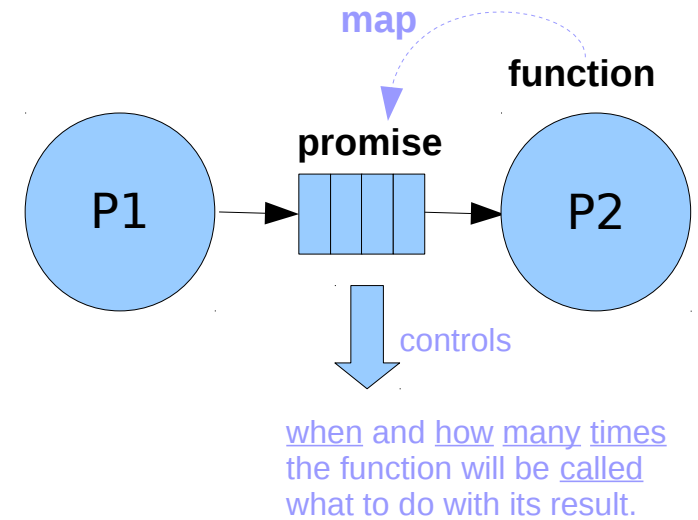 map
function
promise
P1
P2
controls
when and how many times
the function will be called
what to do with its result.